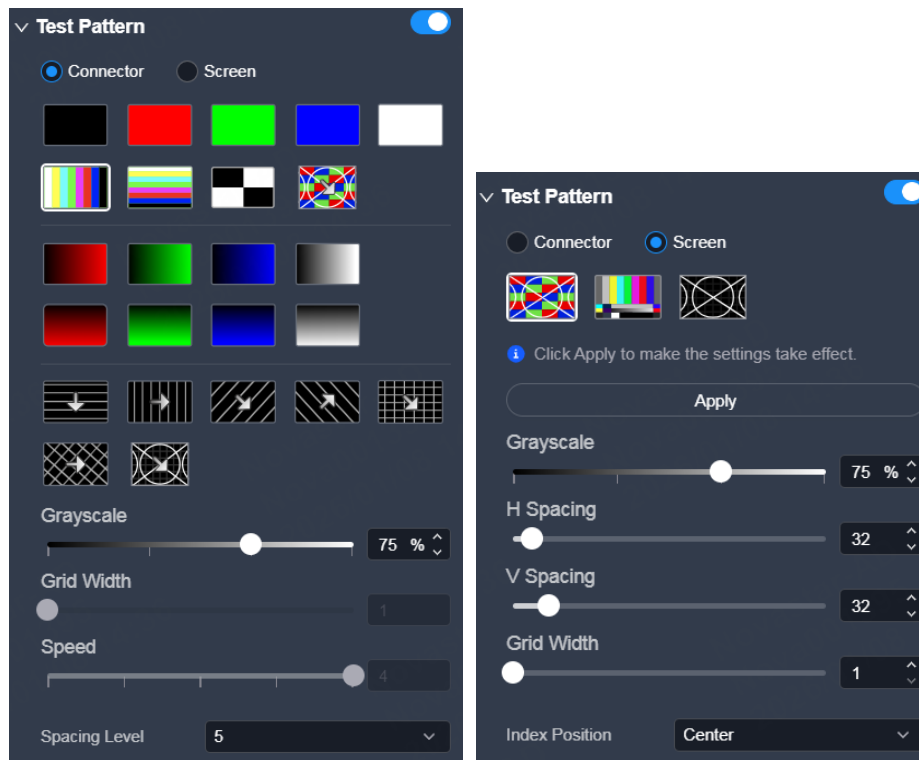 Test Pattern
Connector Screen
Grayscale
75 %
Grid Width
1
Speed
4
Spacing Level 5
Test Pattern
Connector Screen
Click Apply to make the settings take effect.
Apply
Grayscale
75 %
H Spacing
32
V Spacing
32
Grid Width
1
Index Position Center